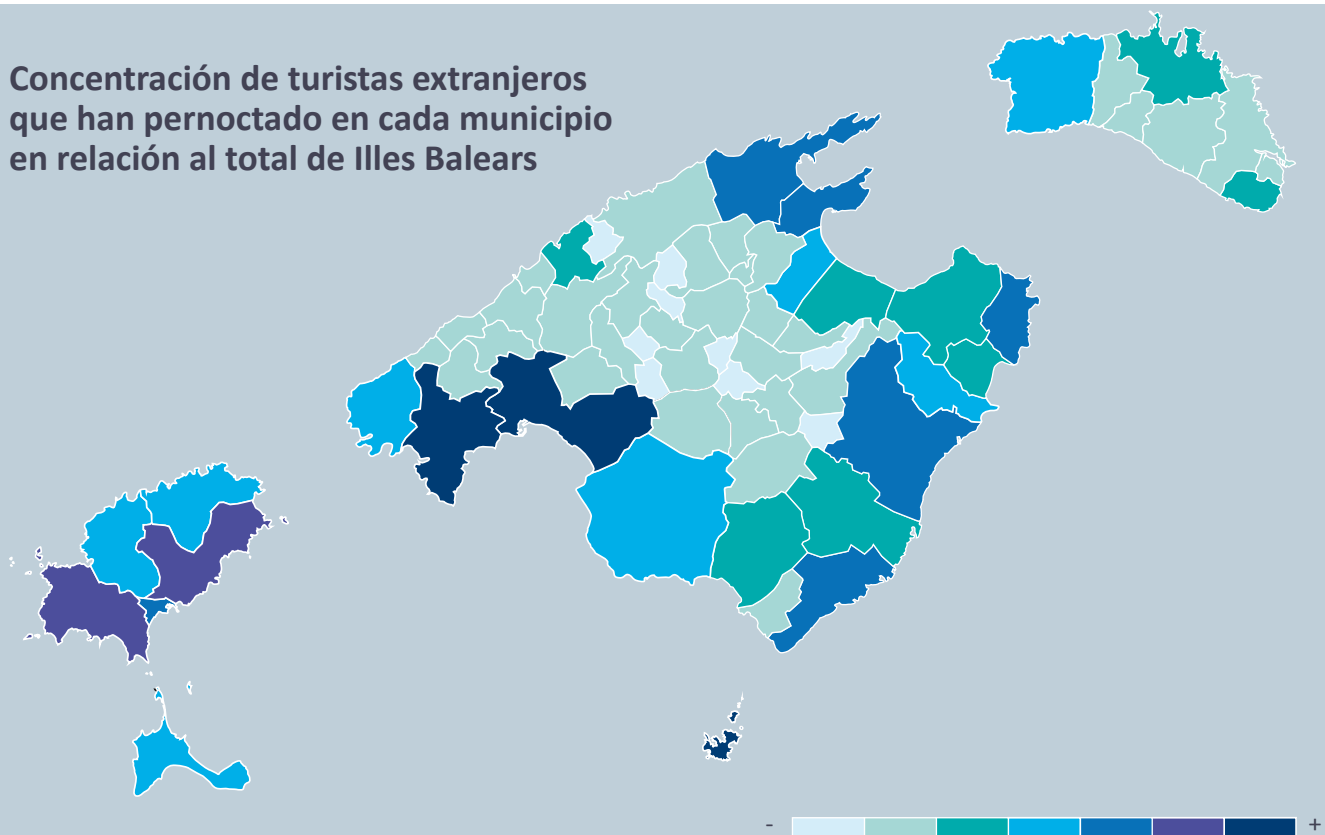 Concentración de turistas extranjeros
que han pernoctado en cada municipio
en relación al total de Illes Balears
- +